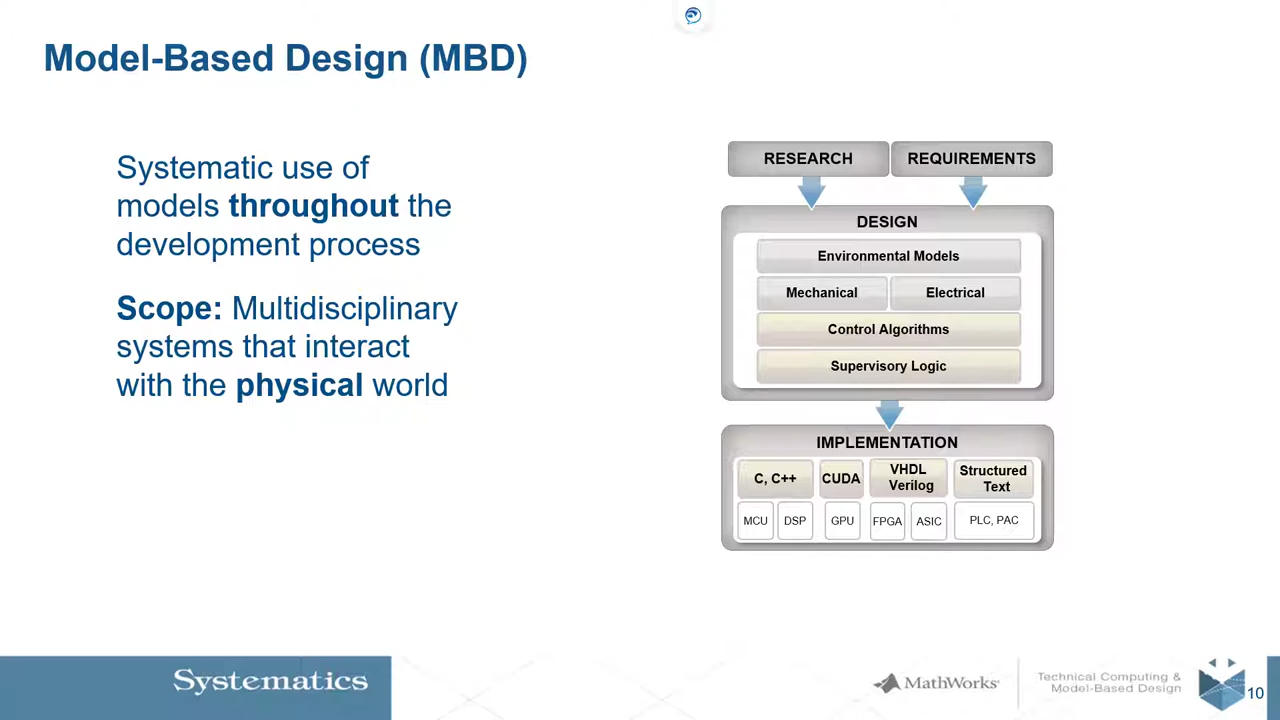 Model-Based Design (MBD)
Systematic use of
models throughout the
development process
Scope: Multidisciplinary
systems that interact
with the physical world
RESEARCH
REQUIREMENTS
DESIGN
Environmental Models
Mechanical
Electrical
Control Algorithms
Supervisory Logic
IMPLEMENTATION
C, C++
CUDA
VHDL
Verilog
Structured
Text
MCU
DSP
GPU
FPGA
ASIC
PLC, PAC
Systematics
MathWorks
Technical Computing &
Model-Based Design
10